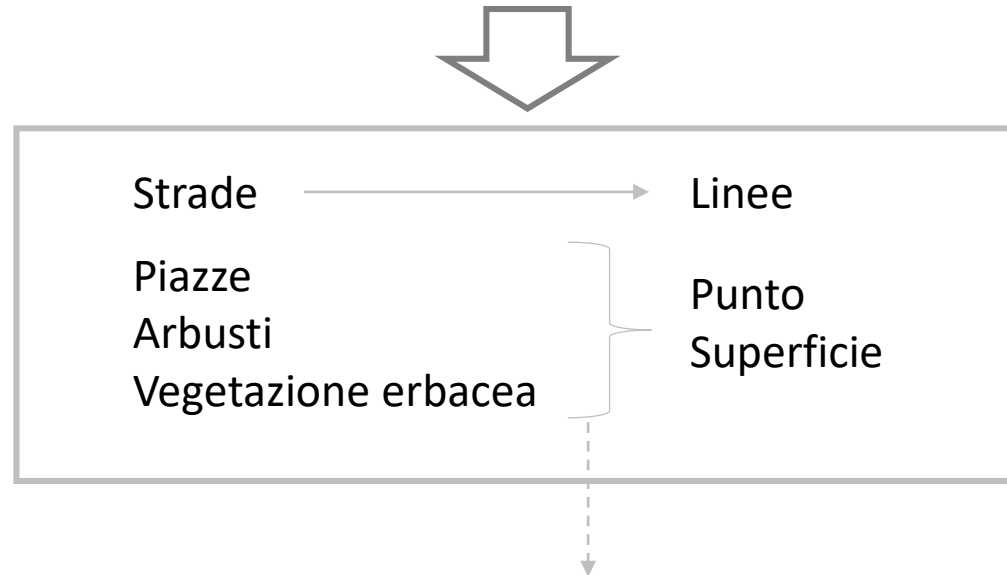 Strade
Linee
Piazze
Arbusti
Vegetazione erbacea
Punto
Superficie